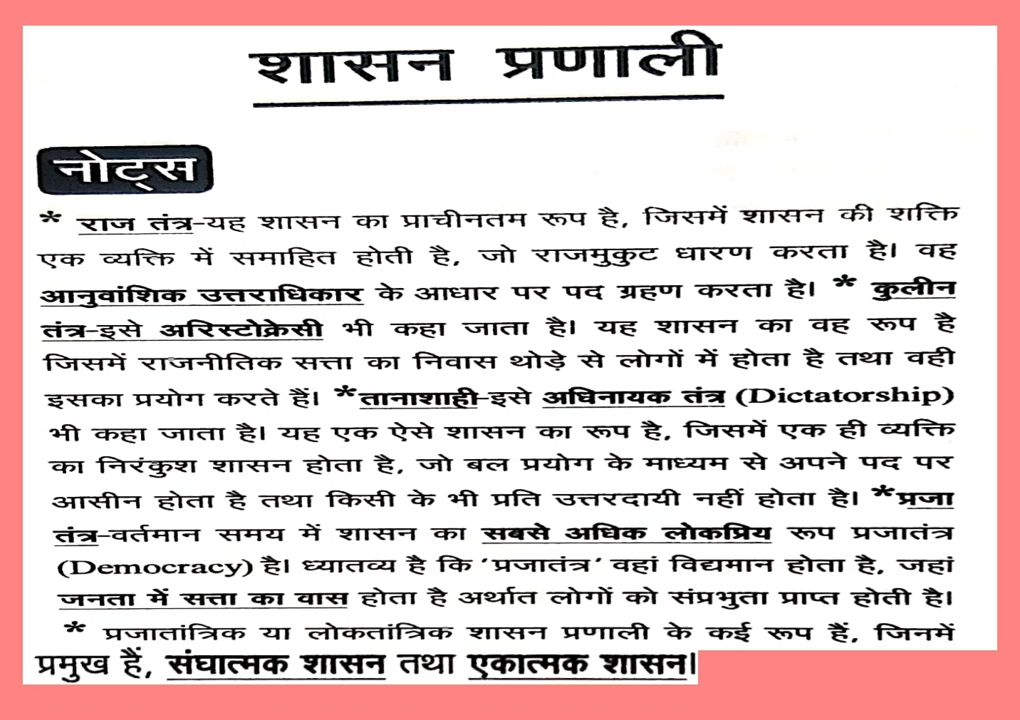 शासन प्रणाली
नोट्स
* राज तंत्र-यह शासन का प्राचीनतम रूप है, जिसमें शासन की शक्ति
एक व्यक्ति में समाहित होती है, जो राजमुकुट धारण करता है। वह
आनुवांशिक उत्तराधिकार के आधार पर पद ग्रहण करता है। * कुलीन
तंत्र-इसे अरिस्टोक्रेसी भी कहा जाता है। यह शासन का वह रूप है
जिसमें राजनीतिक सत्ता का निवास थोड़े से लोगों में होता है तथा वही
इसका प्रयोग करते हैं। *तानाशाही-इसे अधिनायक तंत्र (Dictatorship)
भी कहा जाता है। यह एक ऐसे शासन का रूप है, जिसमें एक ही व्यक्ति
का निरंकुश शासन होता है, जो बल प्रयोग के माध्यम से अपने पद पर
आसीन होता है तथा किसी के भी प्रति उत्तरदायी नहीं होता है। *प्रजा
तंत्र-वर्तमान समय में शासन का सबसे अधिक लोकप्रिय रूप प्रजातंत्र
(Democracy) है। ध्यातव्य है कि 'प्रजातंत्र' वहां विद्यमान होता है, जहां
जनता में सत्ता का वास होता है अर्थात लोगों को संप्रभुता प्राप्त होती है।
* प्रजातांत्रिक या लोकतांत्रिक शासन प्रणाली के कई रूप हैं, जिनमें
प्रमुख हैं, संघात्मक शासन तथा एकात्मक शासन।